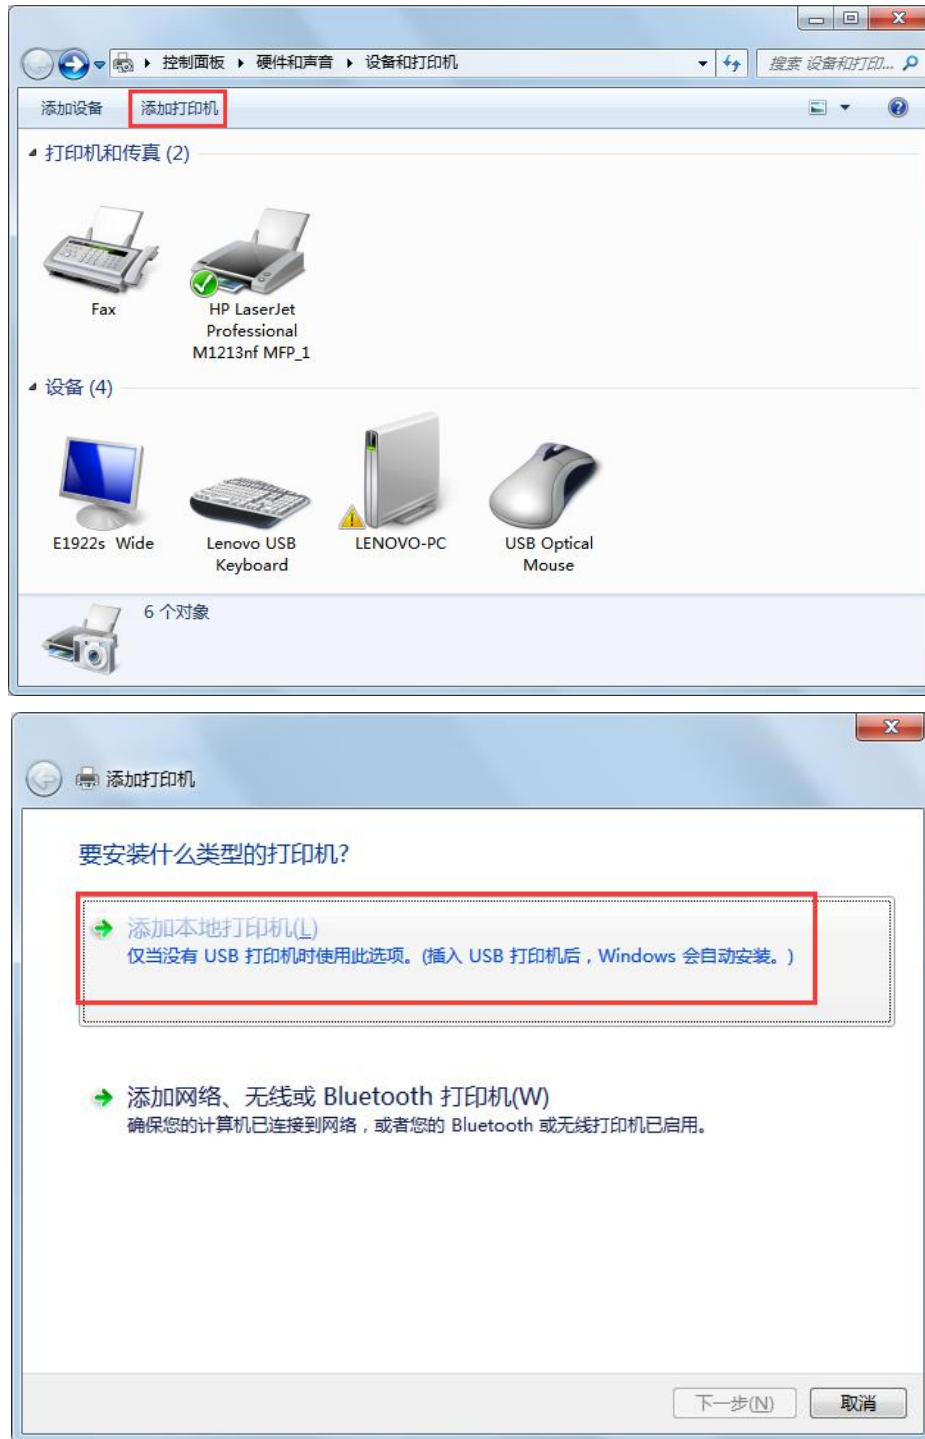 控制面板 硬件和声音 设备和打印机 搜索 设备和打印...
添加设备 添加打印机
打印机和传真 (2)
Fax
HP LaserJet
Professional
M1213nf MFP_1
设备 (4)
E1922s Wide
Lenovo USB
Keyboard
LENOVO-PC
USB Optical
Mouse
6 个对象
添加打印机
要安装什么类型的打印机?
添加本地打印机(L)
仅当没有 USB 打印机时使用此选项。(插入 USB 打印机后，Windows 会自动安装。)
添加网络、无线或 Bluetooth 打印机(W)
确保您的计算机已连接到网络，或者您的 Bluetooth 或无线打印机已启用。
下一步(N) 取消